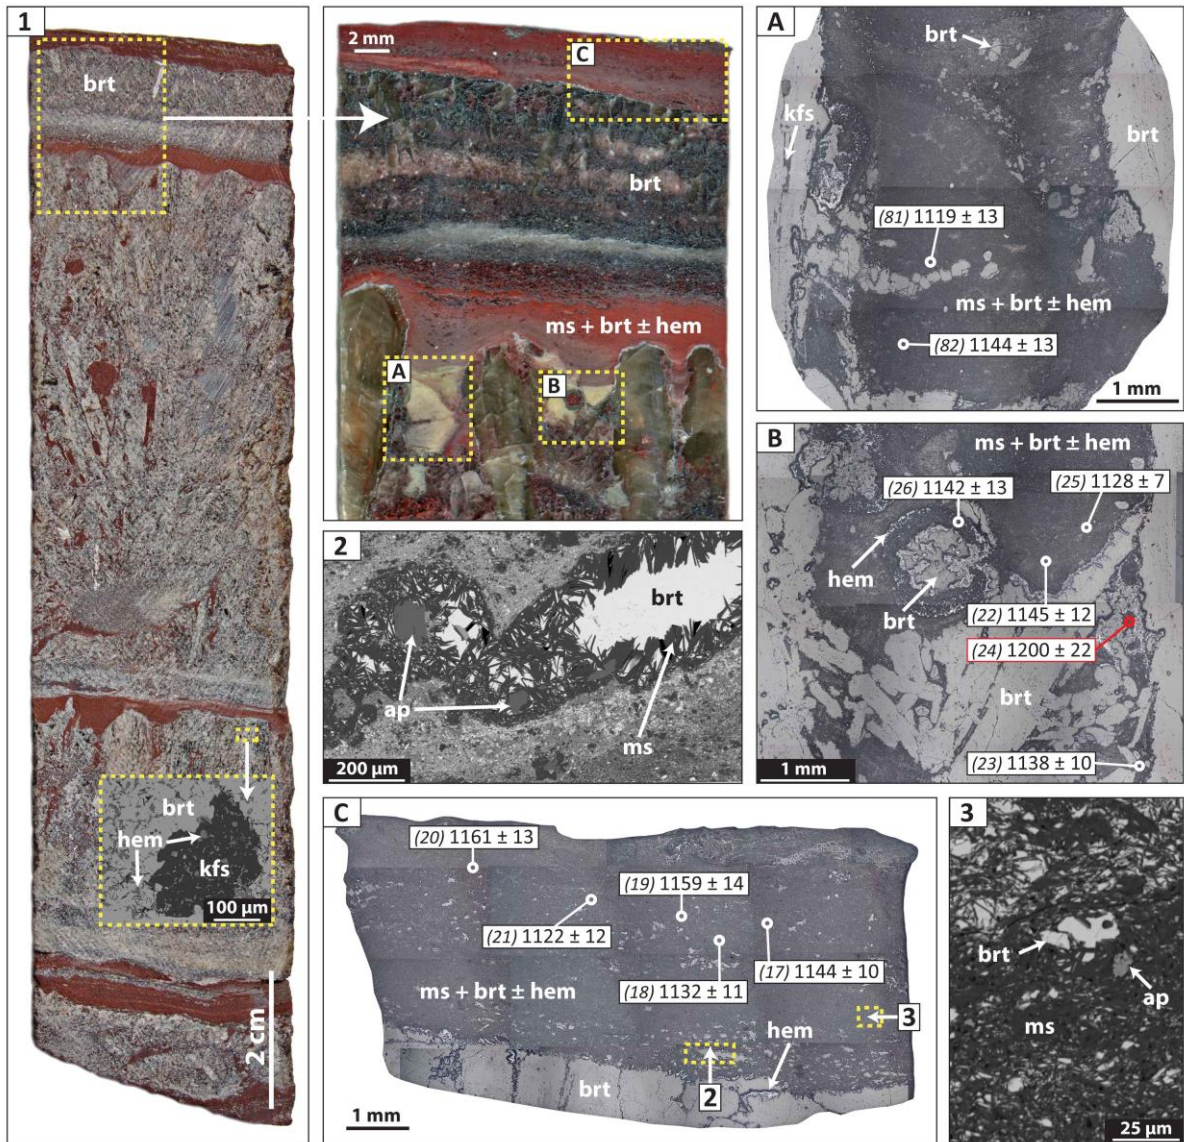 1
brt
brt
hem
kfs
100 µm
2 cm
2 mm
C
brt
ms + brt ± hem
A
B
2
brt
ap
ms
200 µm
A
brt
kfs
brt
(81) 1119 ± 13
ms + brt ± hem
(82) 1144 ± 13
1 mm
B
ms + brt ± hem
(26) 1142 ± 13
(25) 1128 ± 7
hem
brt
(22) 1145 ± 12
(24) 1200 ± 22
brt
(23) 1138 ± 10
1 mm
C
(20) 1161 ± 13
(19) 1159 ± 14
(21) 1122 ± 12
(17) 1144 ± 10
(18) 1132 ± 11
ms + brt ± hem
3
hem
2
brt
1 mm
3
brt
ap
ms
25 µm